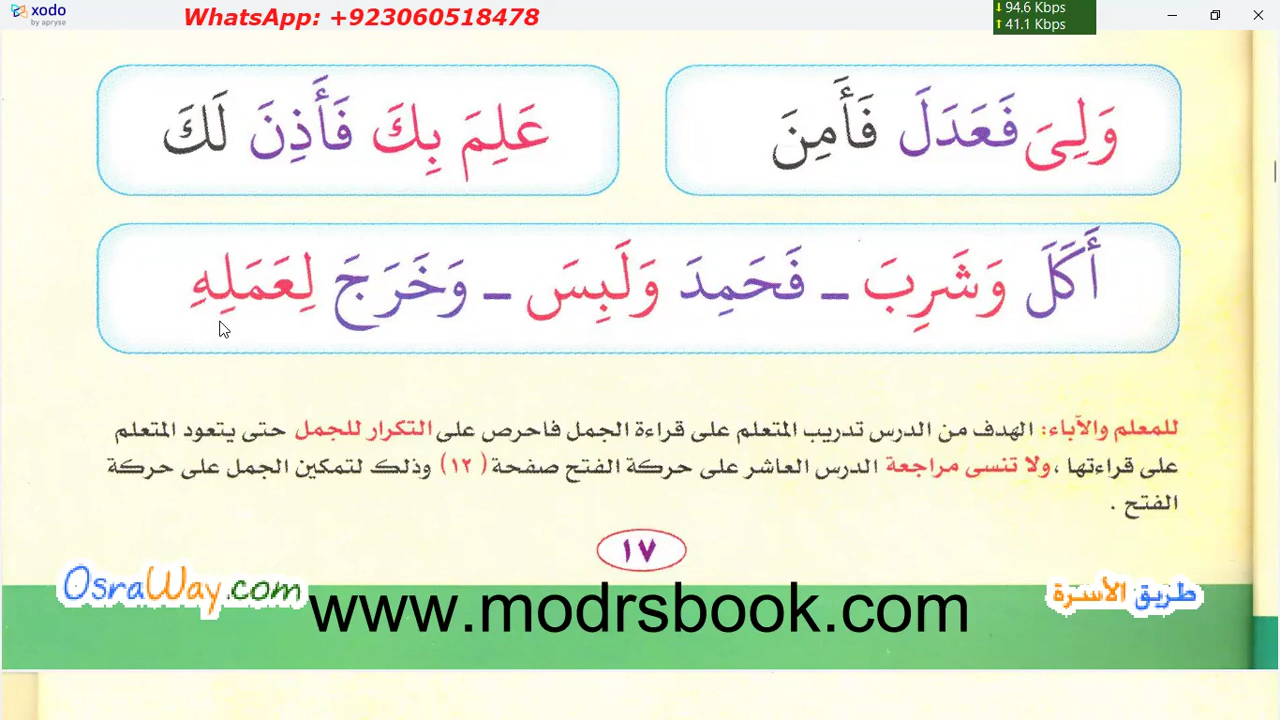 xodo
by apryse
WhatsApp: +923060518478
↓ 94.6 Kbps
↑ 41.1 Kbps
وَلِىَ فَعَدَلَ فَأَمِنَ
عَلِمَ بِكَ فَأَذِنَ لَكَ
أَكَلَ وَشَرِبَ ـ فَحَمِدَ وَلَبِسَ ـ وَخَرَجَ لِعَمَلِهِ
للمعلم والآباء: الهدف من الدرس تدريب المتعلم على قراءة الجمل فاحرص على التكرار للجمل حتى يتعود المتعلم
على قراءتها ، ولا تنسى مراجعة الدرس العاشر على حركة الفتح صفحة (١٢) وذلك لتمكين الجمل على حركة
الفتح .
١٧
OsraWay.com
www.modrsbook.com
طريق الأسرة